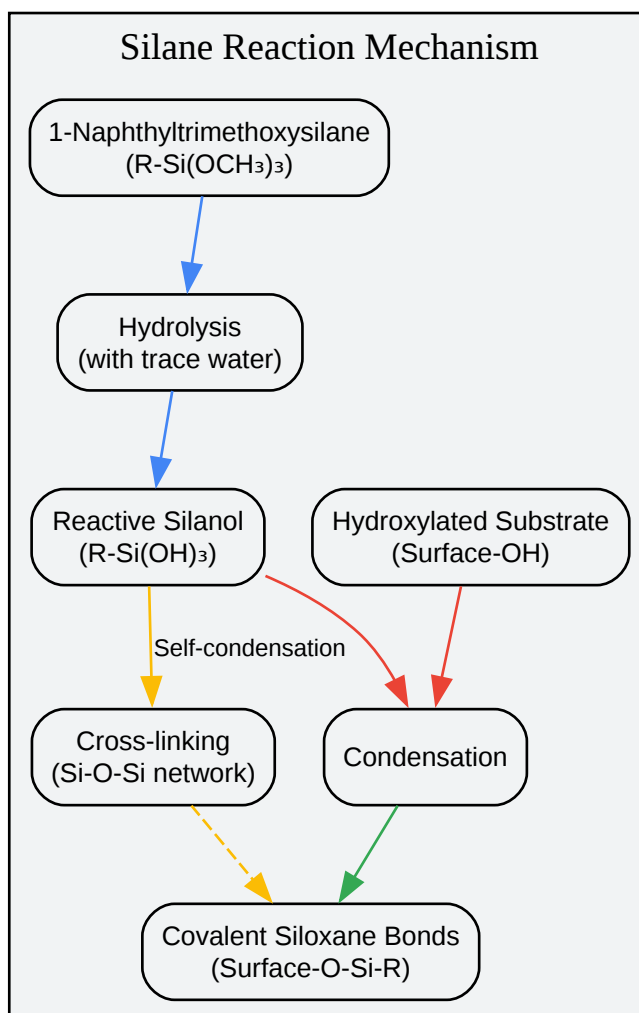 Silane Reaction Mechanism
1-Naphthyltrimethoxysilane
(R-Si(OCH₃)₃)
Hydrolysis
(with trace water)
Reactive Silanol
(R-Si(OH)₃)
Hydroxylated Substrate
(Surface-OH)
Self-condensation
Cross-linking
(Si-O-Si network)
Condensation
Covalent Siloxane Bonds
(Surface-O-Si-R)